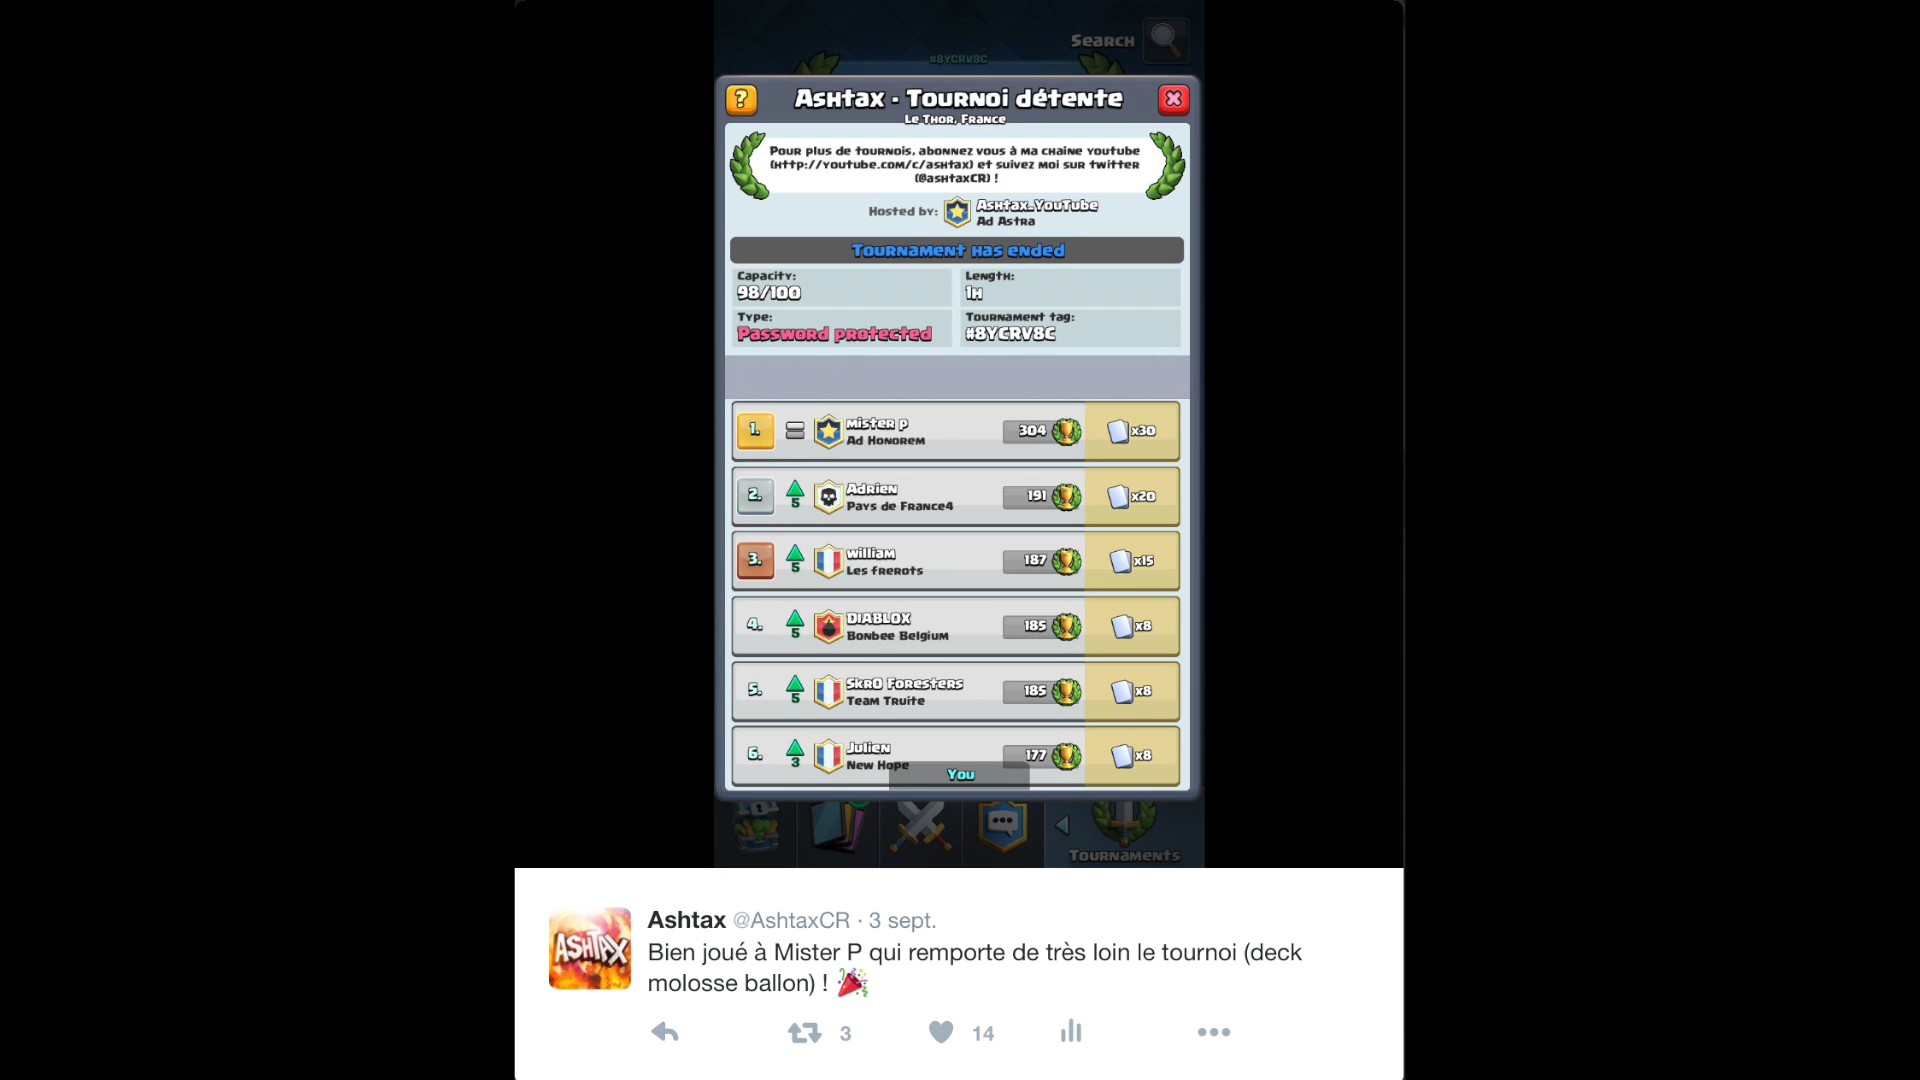 Search
#8YCRV8C
?
Ashtax - Tournoi détente
Le Thor, France
Pour plus de tournois, abonnez vous à ma chaine youtube
(http://youtube.com/c/ashtax) et suivez moi sur twitter
(@ashtaxCR) !
Hosted by: Ashtax_YouTube
Ad Astra
Tournament has ended
Capacity:
98/100
Length:
1h
Type:
Password protected
Tournament tag:
#8YCRV8C
1. mister p 304 x30
Ad Honorem
2. 5 Adrien 191 x20
Pays de France4
3. 5 william 187 x15
Les frerots
4. 5 DIABLOX 185 x8
Bonbee Belgium
5. 5 Skr0 Foresters 185 x8
Team Truite
6. 3 Julien 177 x8
New Hope
You
Tournaments
ASHTAX
Ashtax @AshtaxCR · 3 sept.
Bien joué à Mister P qui remporte de très loin le tournoi (deck
molosse ballon) ! 🎉
3 14